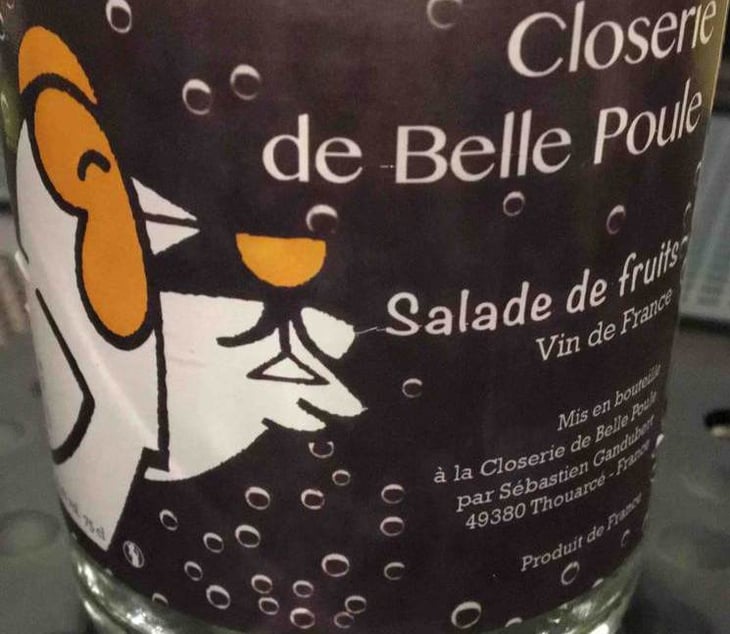 Closerie
de Belle Poule
Salade de fruits
Vin de France
Mis en bouteille
à la Closerie de Belle Poule
par Sébastien Gandubert
49380 Thouarcé - France
Produit de France
75 cl